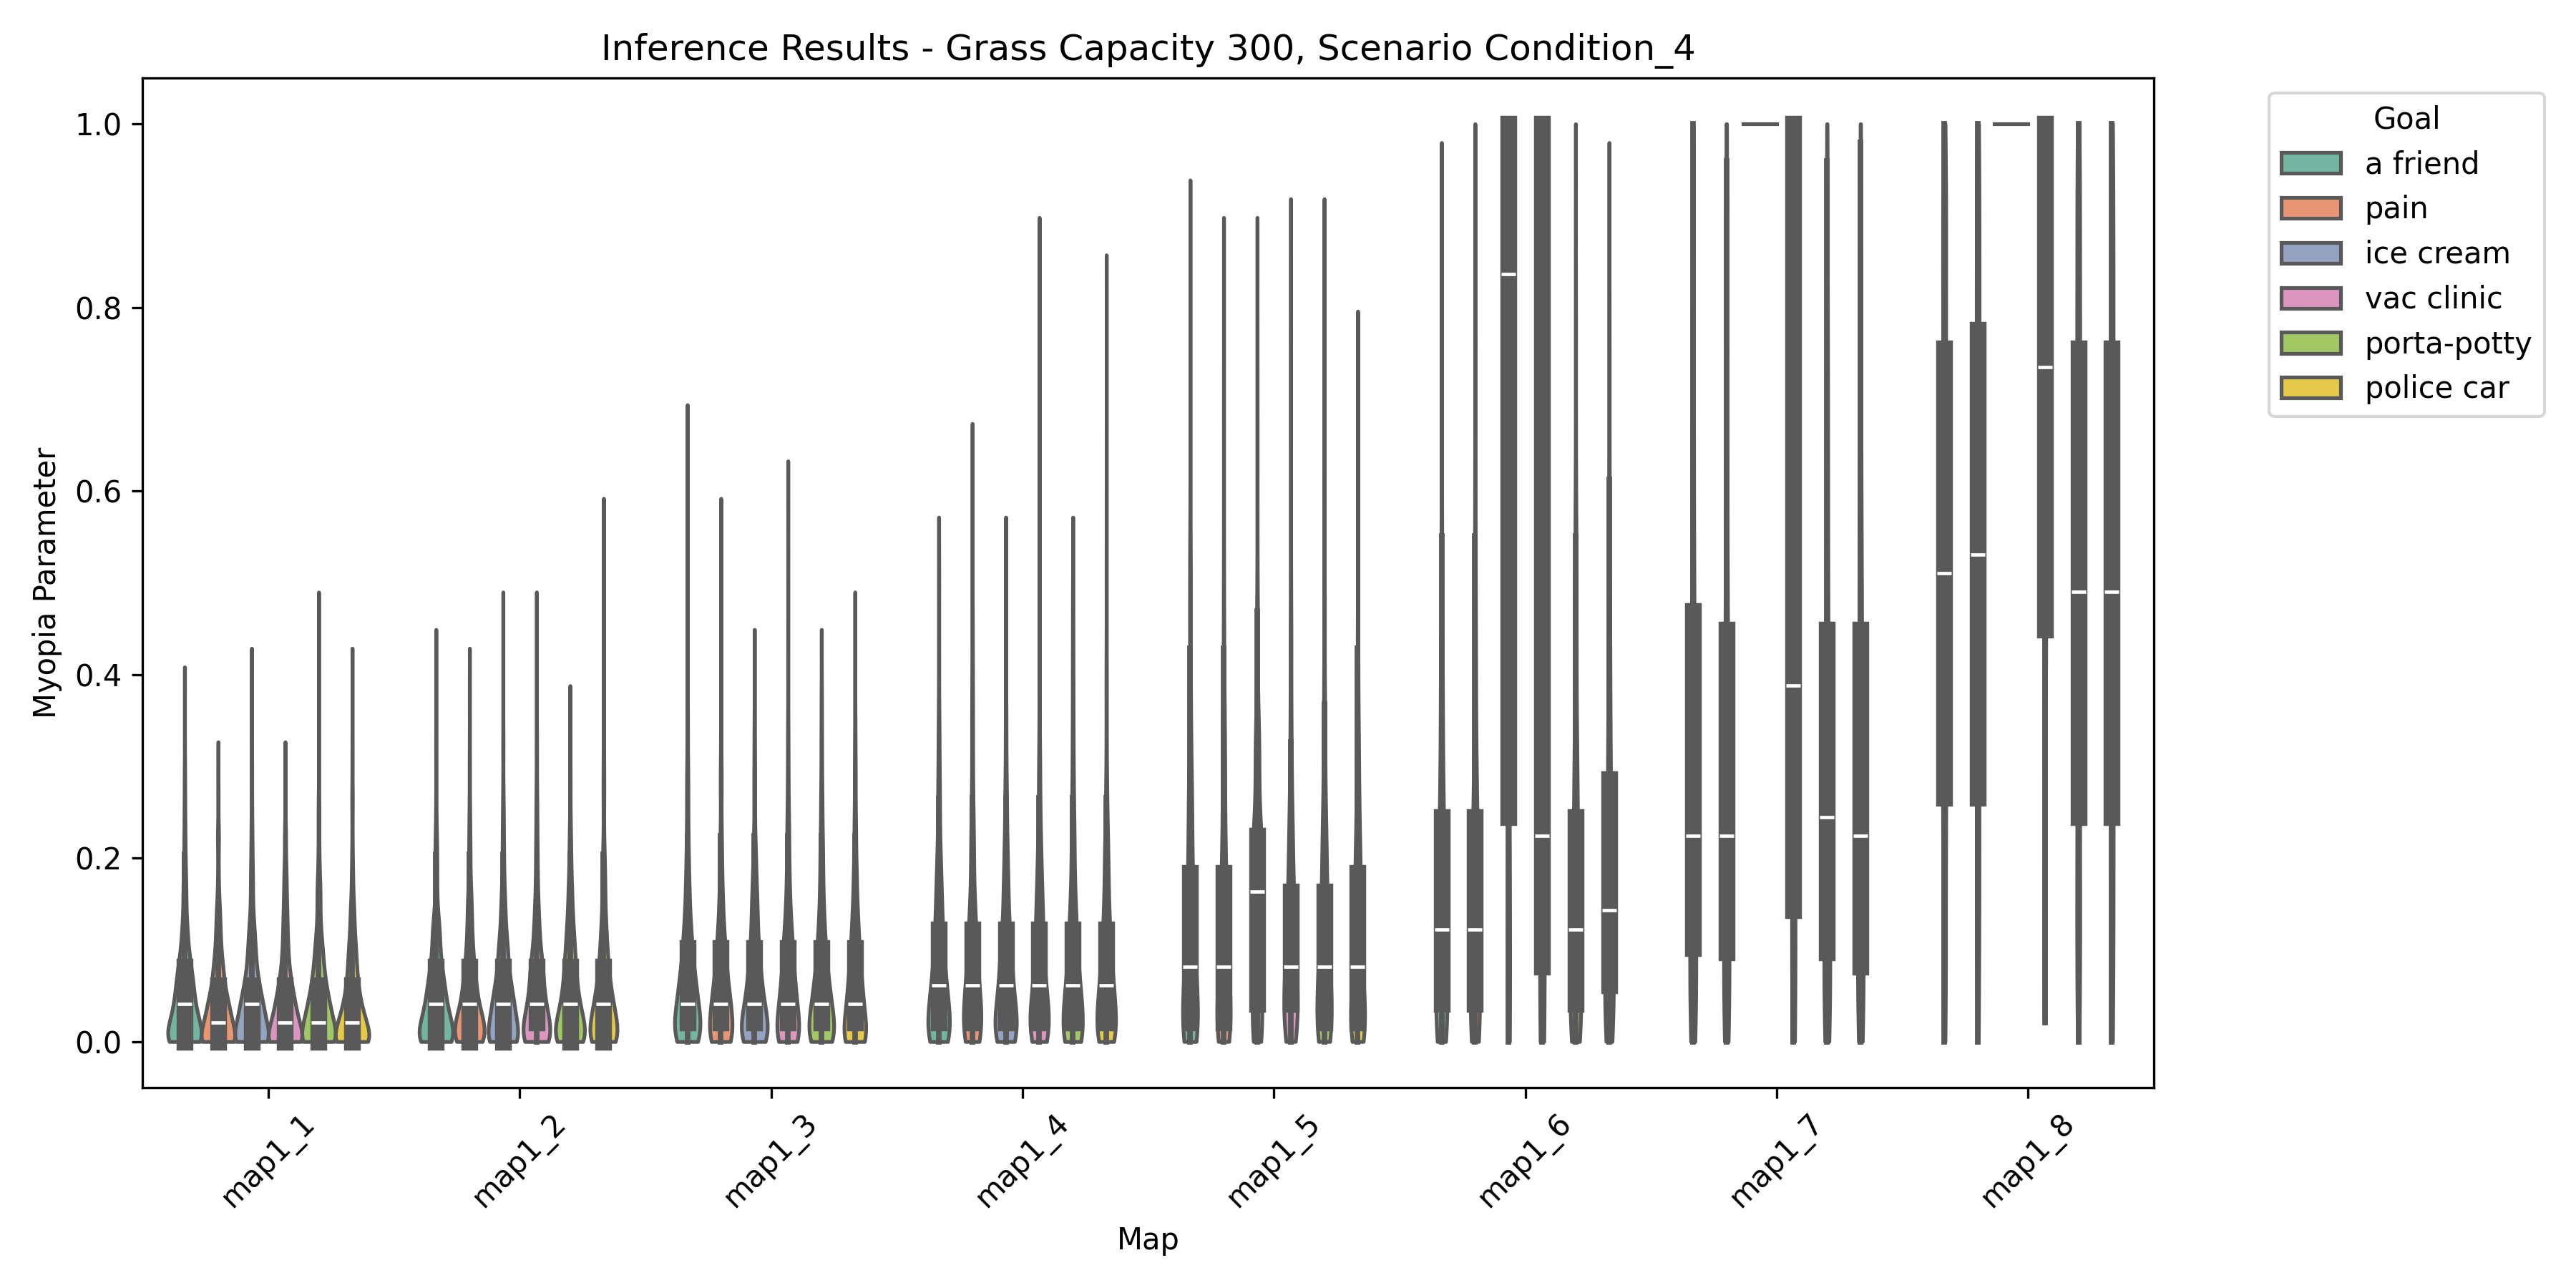 Inference Results - Grass Capacity 300, Scenario Condition_4
Myopia Parameter
1.0
0.8
0.6
0.4
0.2
0.0
map1_1
map1_2
map1_3
map1_4
map1_5
map1_6
map1_7
map1_8
Map
Goal
a friend
pain
ice cream
vac clinic
porta-potty
police car